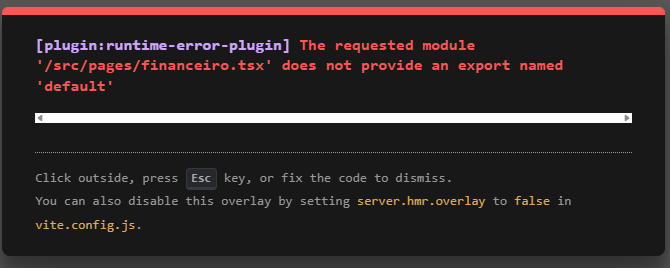 [plugin:runtime-error-plugin] The requested module
'/src/pages/financeiro.tsx' does not provide an export named
'default'
Click outside, press Esc key, or fix the code to dismiss.
You can also disable this overlay by setting server.hmr.overlay to false in
vite.config.js.